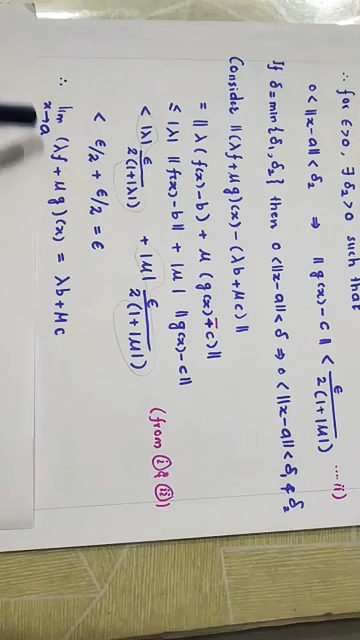 ∴ for ε>0, ∃ δ₂>0 such that
0<||x-a||<δ₂ ⇒ ||g(x)-c|| < ε/2(1+|μ|) ....ii)
If δ=min{δ₁,δ₂} then 0<||x-a||<δ ⇒ 0<||x-a||<δ₁ & δ₂
Consider ||(λf+μg)(x)-(λb+μc)||
= ||λ(f(x)-b)+μ(g(x)-c)||
≤ |λ| ||f(x)-b|| + |μ| ||g(x)-c||
< |λ| ε/2(1+|λ|) + |μ| ε/2(1+|μ|) (from ⓘ & ⓘⓘ)
< ε/2 + ε/2 = ε
∴ lim x→a (λf+μg)(x) = λb+μc